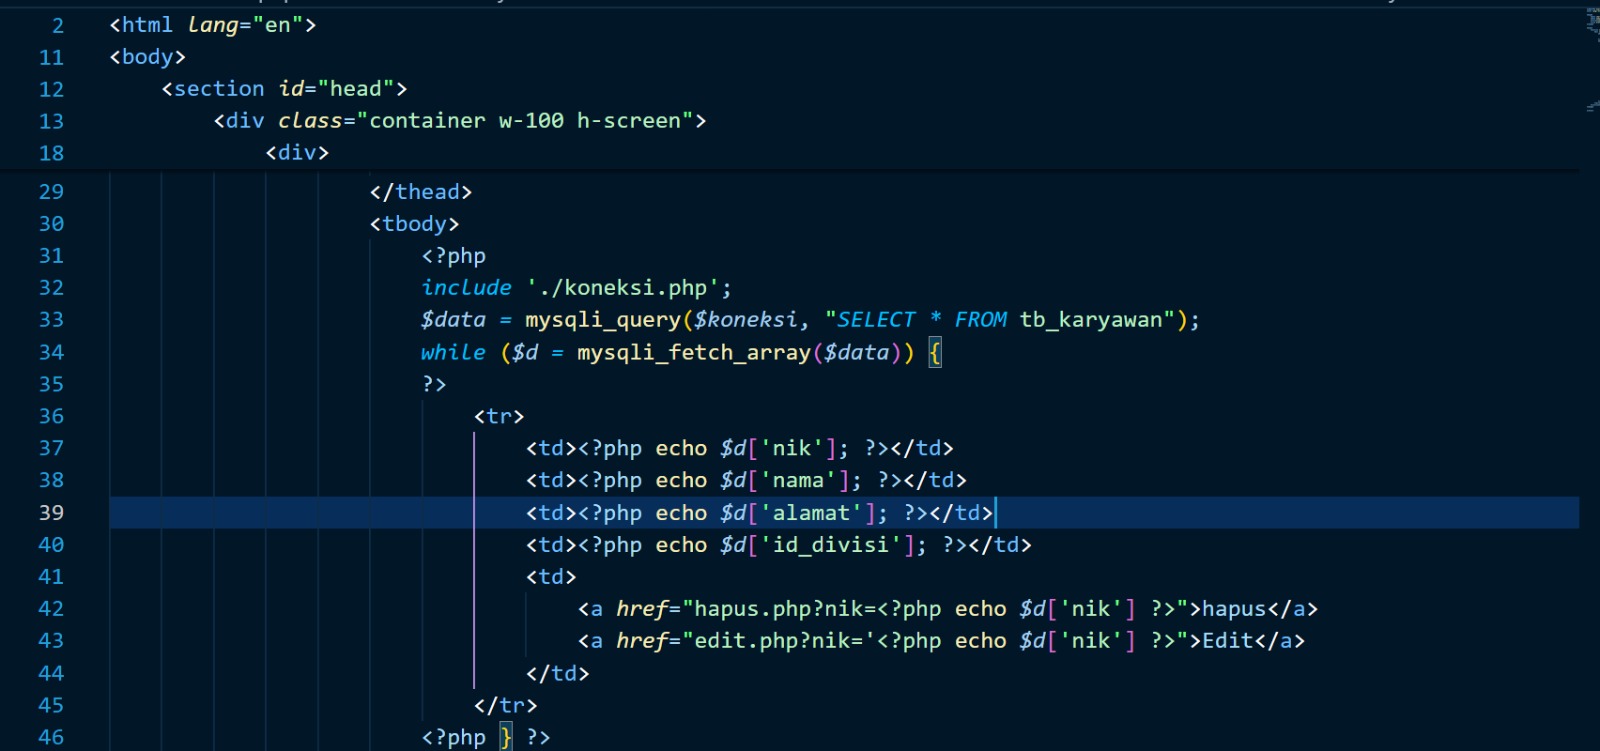 2 <html lang="en">
11 <body>
12 <section id="head">
13 <div class="container w-100 h-screen">
18 <div>
29 </thead>
30 <tbody>
31 <?php
32 include './koneksi.php';
33 $data = mysqli_query($koneksi, "SELECT * FROM tb_karyawan");
34 while ($d = mysqli_fetch_array($data)) {
35 ?>
36 <tr>
37 <td><?php echo $d['nik']; ?></td>
38 <td><?php echo $d['nama']; ?></td>
39 <td><?php echo $d['alamat']; ?></td>
40 <td><?php echo $d['id_divisi']; ?></td>
41 <td>
42 <a href="hapus.php?nik=<?php echo $d['nik'] ?>">hapus</a>
43 <a href="edit.php?nik='<?php echo $d['nik'] ?>">Edit</a>
44 </td>
45 </tr>
46 <?php } ?>